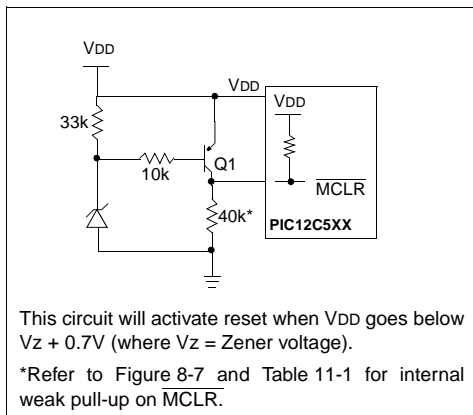 VDD
VDD
33k
VDD
Q1
10k
MCLR
40k*
PIC12C5XX
This circuit will activate reset when VDD goes below
Vz + 0.7V (where Vz = Zener voltage).
*Refer to Figure 8-7 and Table 11-1 for internal
weak pull-up on MCLR.